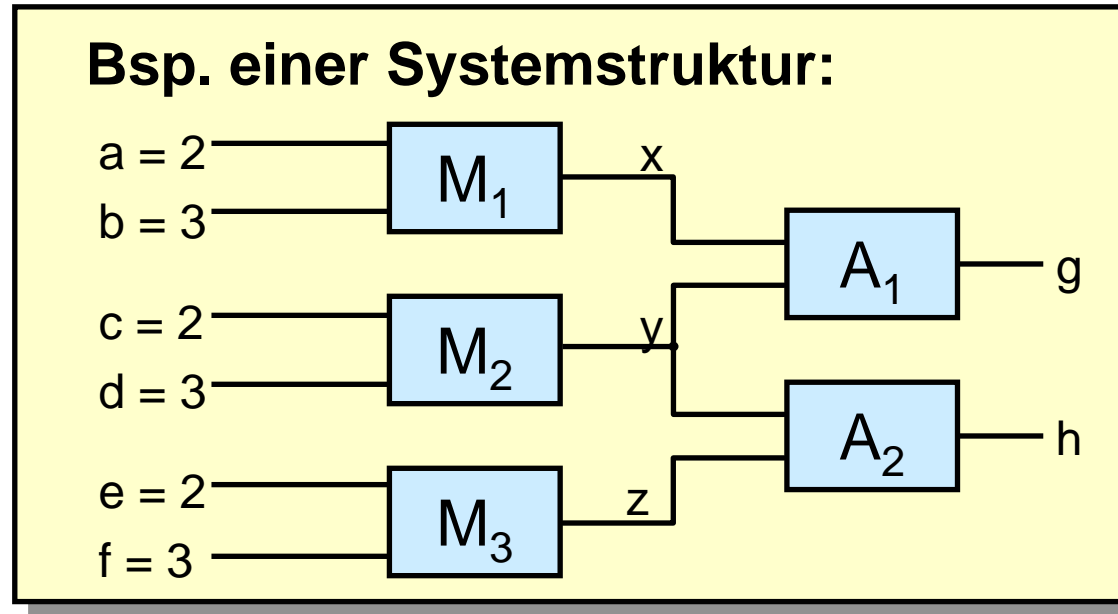 Bsp. einer Systemstruktur:
a = 2
b = 3
M₁
x
A₁
g
c = 2
d = 3
M₂
y
A₂
h
e = 2
f = 3
M₃
z